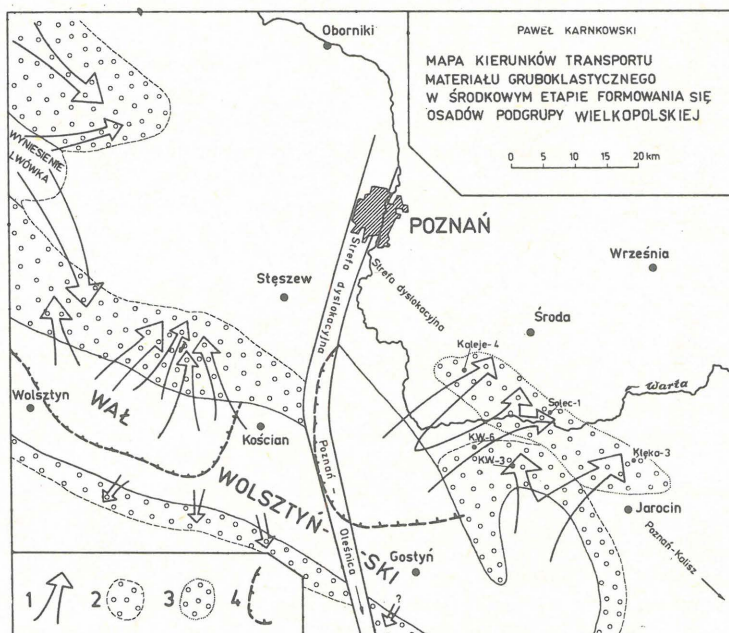 PAWEŁ KARNKOWSKI
MAPA KIERUNKÓW TRANSPORTU
MATERIAŁU GRUBOKLASTYCZNEGO
W ŚRODKOWYM ETAPIE FORMOWANIA SIĘ
OSADÓW PODGRUPY WIELKOPOLSKIEJ
0 5 10 20 km
Oborniki
WYNIESIENIE
LWÓWKA
POZNAŃ
Września
Stęszew
Strefa dyslokacyjna
Strefa dyslokacyjna
Środa
Kaleje-4
Warta
Solec-1
Wolsztyn
WAŁ
Kościan
KW-6
KW-3
Klęka-3
WOLSZTYŃ-
SKI
Poznań -
Oleśnica
Jarocin
Poznań-Kalisz
Gostyń
?
1 2 3 4